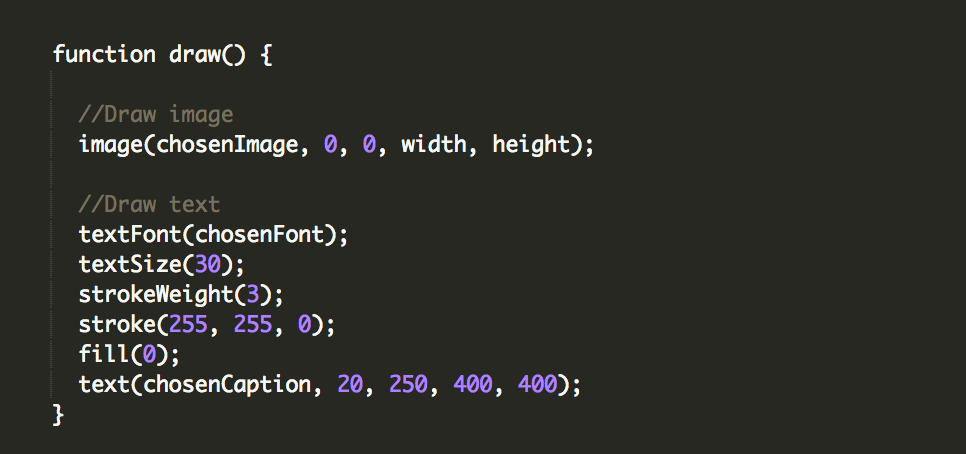 function draw() {
//Draw image
image(chosenImage, 0, 0, width, height);
//Draw text
textFont(chosenFont);
textSize(30);
strokeWeight(3);
stroke(255, 255, 0);
fill(0);
text(chosenCaption, 20, 250, 400, 400);
}